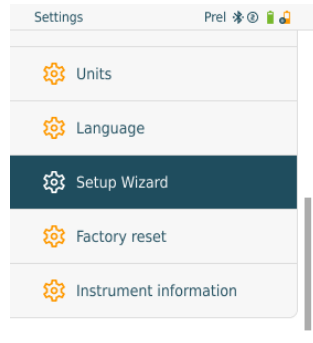 Settings Prel
Units
Language
Setup Wizard
Factory reset
Instrument information